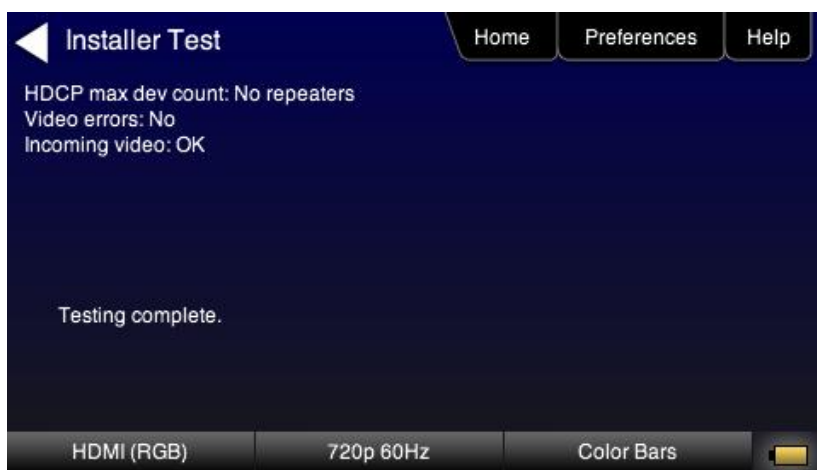 Installer Test
Home
Preferences
Help
HDCP max dev count: No repeaters
Video errors: No
Incoming video: OK
Testing complete.
HDMI (RGB)
720p 60Hz
Color Bars